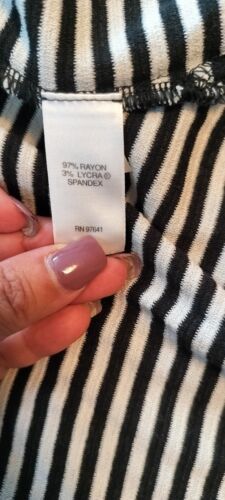 97% RAYON
3% LYCRA ®
SPANDEX
RN 97641